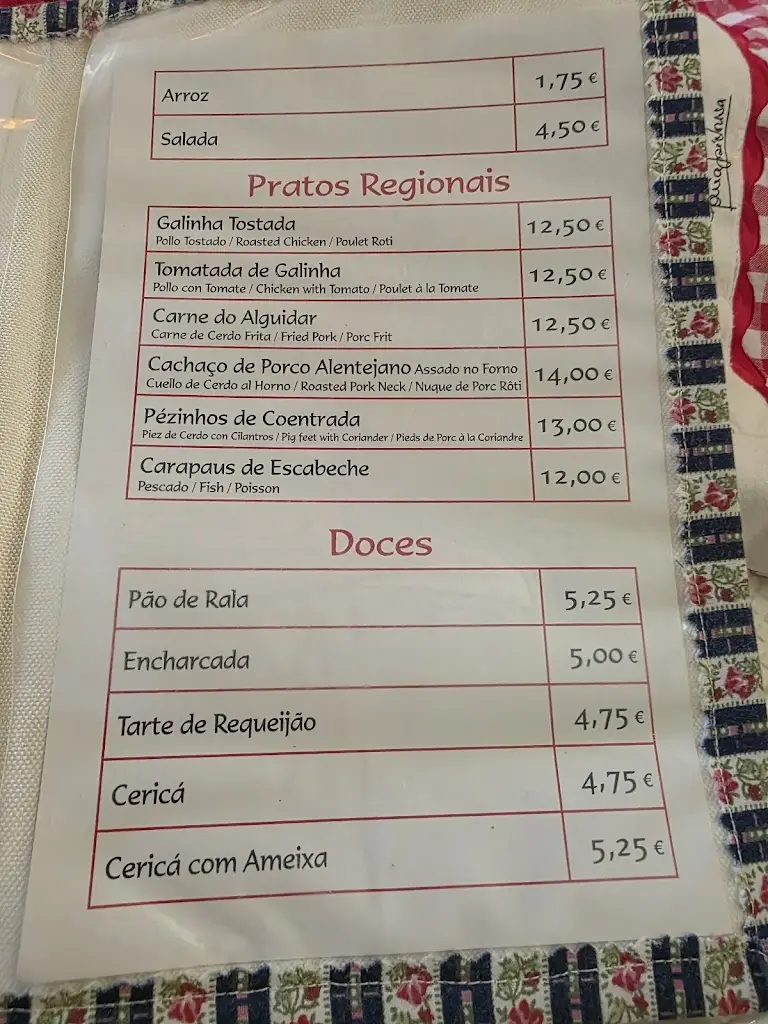 Arroz 1,75 €
Salada 4,50 €
Pratos Regionais
Galinha Tostada 12,50 €
Pollo Tostado / Roasted Chicken / Poulet Roti
Tomatada de Galinha 12,50 €
Pollo con Tomate / Chicken with Tomato / Poulet à la Tomate
Carne do Alguidar 12,50 €
Carne de Cerdo Frita / Fried Pork / Porc Frit
Cachaço de Porco Alentejano Assado no Forno 14,00 €
Cuello de Cerdo al Horno / Roasted Pork Neck / Nuque de Porc Rôti
Pézinhos de Coentrada 13,00 €
Piez de Cerdo con Cilantros / Pig feet with Coriander / Pieds de Porc à la Coriandre
Carapaus de Escabeche 12,00 €
Pescado / Fish / Poisson
Doces
Pão de Rala 5,25 €
Encharcada 5,00 €
Tarte de Requeijão 4,75 €
Cericá 4,75 €
Cericá com Ameixa 5,25 €